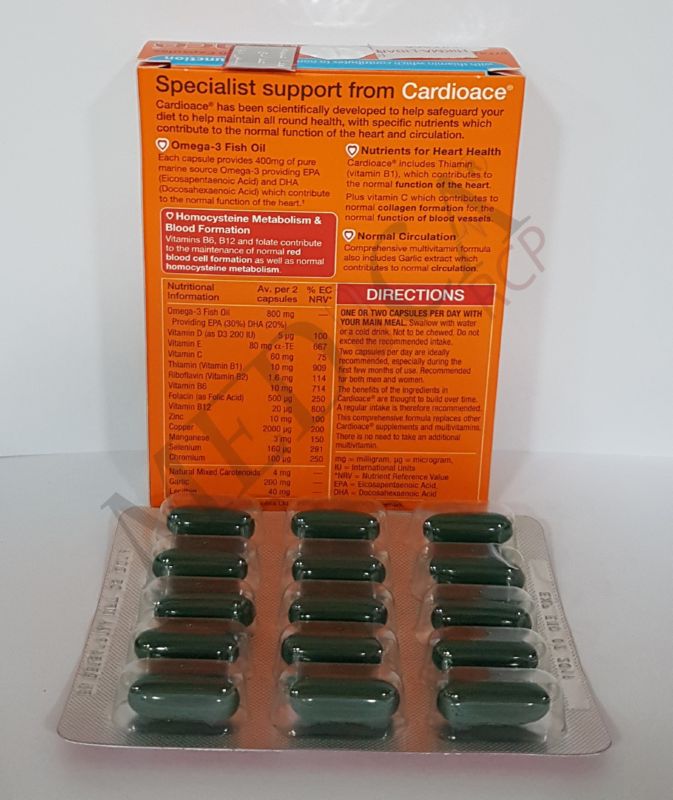 with thiamin which contributes to
function
Specialist support from Cardioace®
Cardioace® has been scientifically developed to help safeguard your
diet to help maintain all round health, with specific nutrients which
contribute to the normal function of the heart and circulation.
Omega-3 Fish Oil
Each capsule provides 400mg of pure
marine source Omega-3 providing EPA
(Eicosapentaenoic Acid) and DHA
(Docosahexaenoic Acid) which contribute
to the normal function of the heart.†
Homocysteine Metabolism &
Blood Formation
Vitamins B6, B12 and folate contribute
to the maintenance of normal red
blood cell formation as well as normal
homocysteine metabolism.
Nutrients for Heart Health
Cardioace® includes Thiamin
(vitamin B1), which contributes to
the normal function of the heart.
Plus vitamin C which contributes to
normal collagen formation for the
normal function of blood vessels.
Normal Circulation
Comprehensive multivitamin formula
also includes Garlic extract which
contributes to normal circulation.
Nutritional Information Av. per 2 capsules % EC NRV*
Omega-3 Fish Oil 800 mg —
Providing EPA (30%) DHA (20%)
Vitamin D (as D3 200 IU) 5 µg 100
Vitamin E 80 mg α-TE 667
Vitamin C 60 mg 75
Thiamin (Vitamin B1) 10 mg 909
Riboflavin (Vitamin B2) 1.6 mg 114
Vitamin B6 10 mg 714
Folacin (as Folic Acid) 500 µg 250
Vitamin B12 20 µg 800
Zinc 10 mg 100
Copper 2000 µg 200
Manganese 3 mg 150
Selenium 160 µg 291
Chromium 100 µg 250
Natural Mixed Carotenoids 4 mg —
Garlic 200 mg —
Lecithin 40 mg —
DIRECTIONS
ONE OR TWO CAPSULES PER DAY WITH
YOUR MAIN MEAL. Swallow with water
or a cold drink. Not to be chewed. Do not
exceed the recommended intake.
Two capsules per day are ideally
recommended, especially during the
first few months of use. Recommended
for both men and women.
The benefits of the ingredients in
Cardioace® are thought to build over time.
A regular intake is therefore recommended.
This comprehensive formula replaces other
Cardioace® supplements and multivitamins.
There is no need to take an additional
multivitamin.
mg = milligram, µg = microgram,
IU = International Units
*NRV = Nutrient Reference Value
EPA = Eicosapentaenoic Acid,
DHA = Docosahexaenoic Acid
EXP END